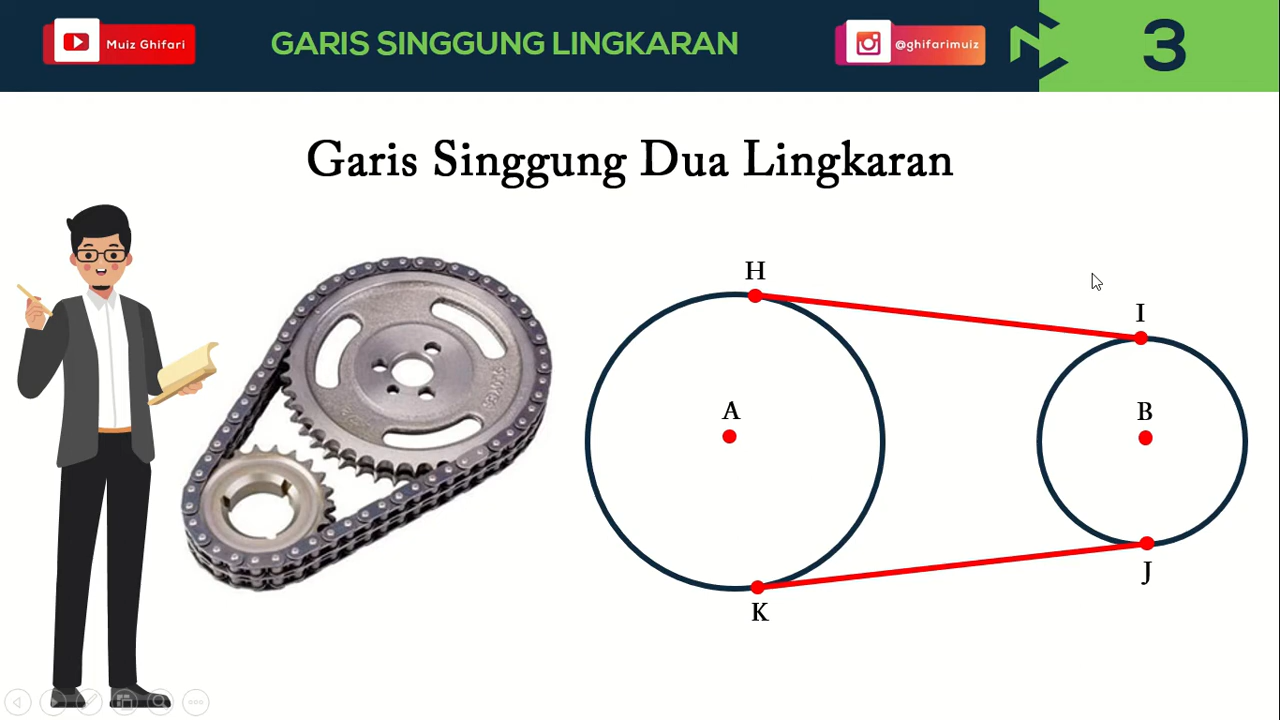 Muiz Ghifari
GARIS SINGGUNG LINGKARAN
@ghifarimuiz
3
Garis Singgung Dua Lingkaran
H
I
A
B
J
K